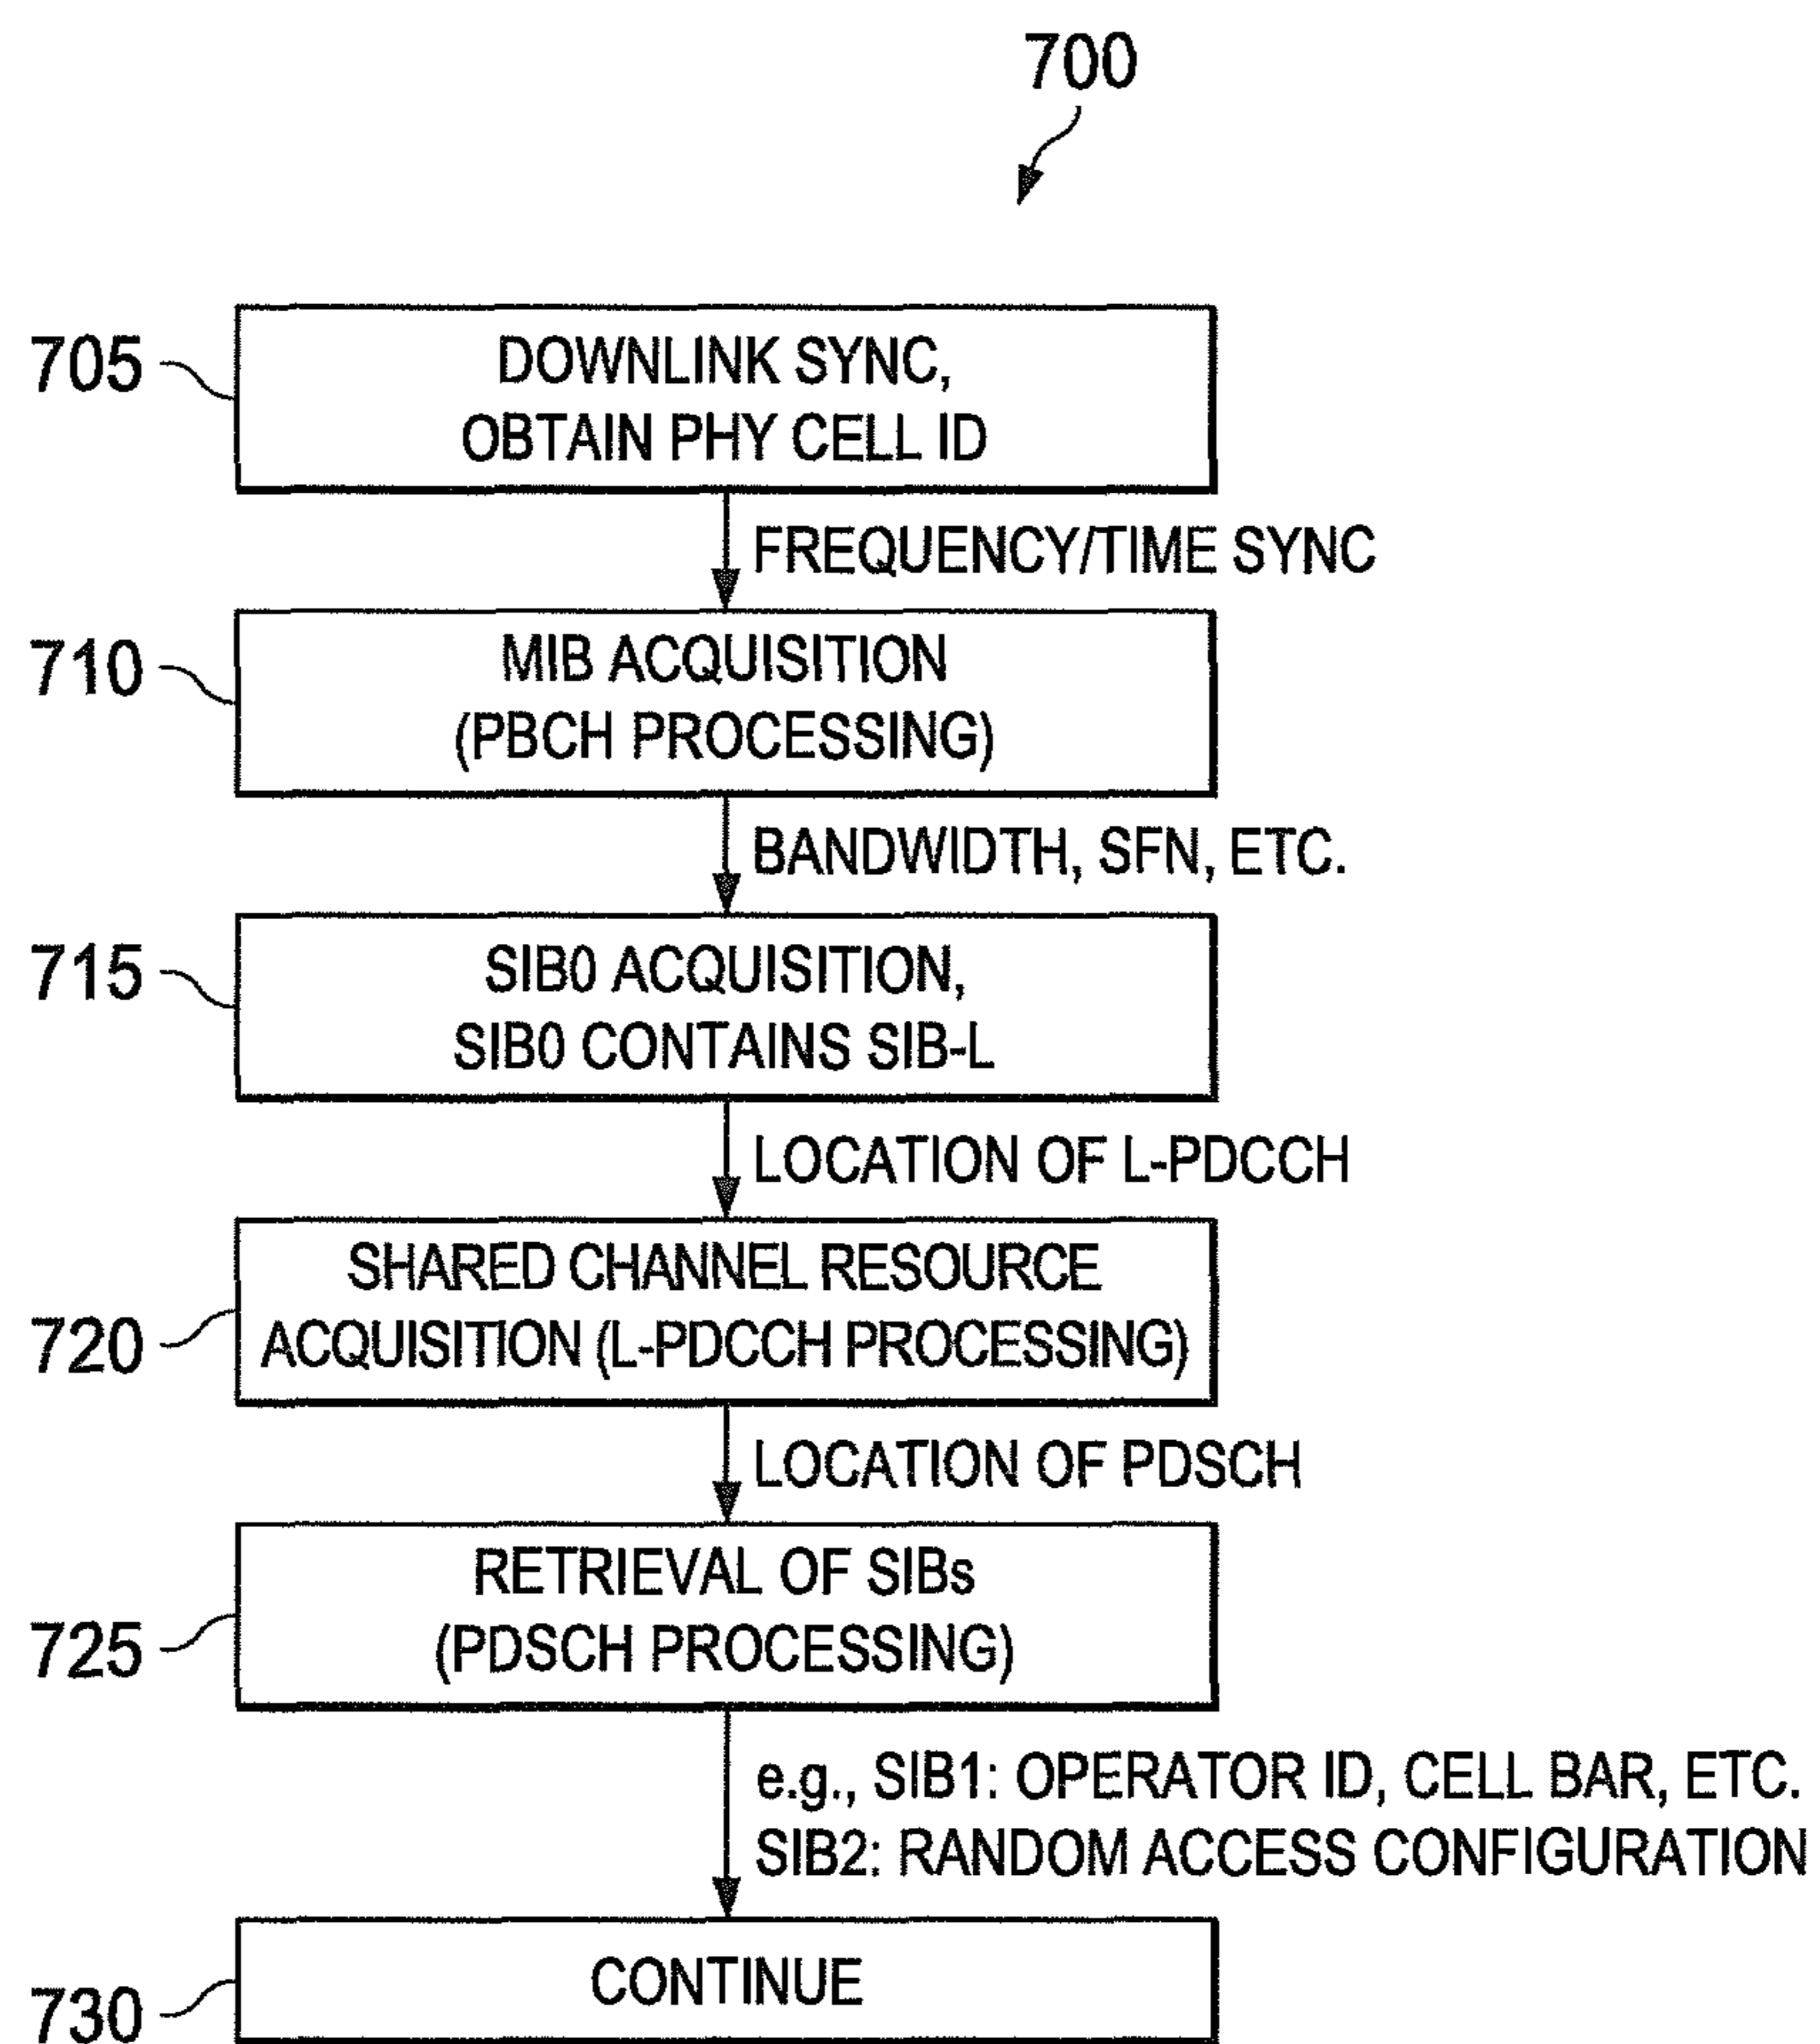 700
705
DOWNLINK SYNC,
OBTAIN PHY CELL ID
FREQUENCY/TIME SYNC
710
MIB ACQUISITION
(PBCH PROCESSING)
BANDWIDTH, SFN, ETC.
715
SIB0 ACQUISITION,
SIB0 CONTAINS SIB-L
LOCATION OF L-PDCCH
720
SHARED CHANNEL RESOURCE
ACQUISITION (L-PDCCH PROCESSING)
LOCATION OF PDSCH
725
RETRIEVAL OF SIBs
(PDSCH PROCESSING)
e.g., SIB1: OPERATOR ID, CELL BAR, ETC.
SIB2: RANDOM ACCESS CONFIGURATION
730
CONTINUE